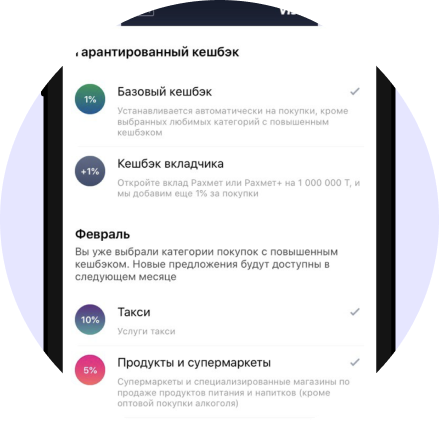 Гарантированный кешбэк
1%
Базовый кешбэк
Устанавливается автоматически на покупки, кроме
выбранных любимых категорий с повышенным
кешбэком
+1%
Кешбэк вкладчика
Откройте вклад Рахмет или Рахмет+ на 1 000 000 Т, и
мы добавим еще 1% за покупки
Февраль
Вы уже выбрали категории покупок с повышенным
кешбэком. Новые предложения будут доступны в
следующем месяце
10%
Такси
Услуги такси
5%
Продукты и супермаркеты
Супермаркеты и специализированные магазины по
продаже продуктов питания и напитков (кроме
оптовой покупки алкоголя)